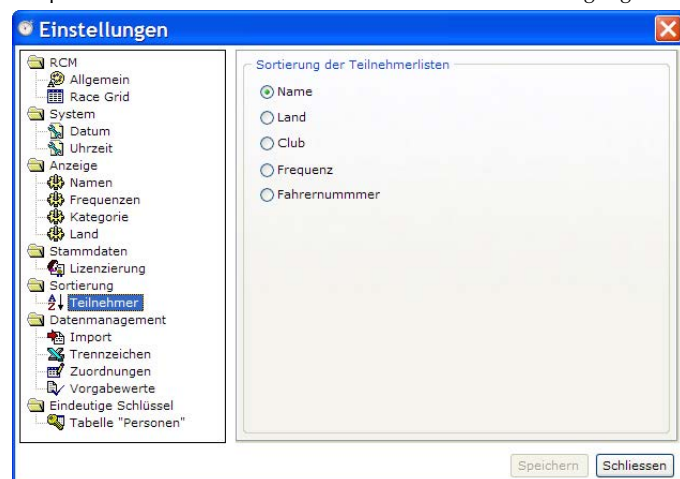 Einstellungen
RCM
Allgemein
Race Grid
System
Datum
Uhrzeit
Anzeige
Namen
Frequenzen
Kategorie
Land
Stammdaten
Lizenzierung
Sortierung
Teilnehmer
Datenmanagement
Import
Trennzeichen
Zuordnungen
Vorgabewerte
Eindeutige Schlüssel
Tabelle "Personen"
Sortierung der Teilnehmerlisten
Name
Land
Club
Frequenz
Fahrernummmer
Speichern
Schliessen